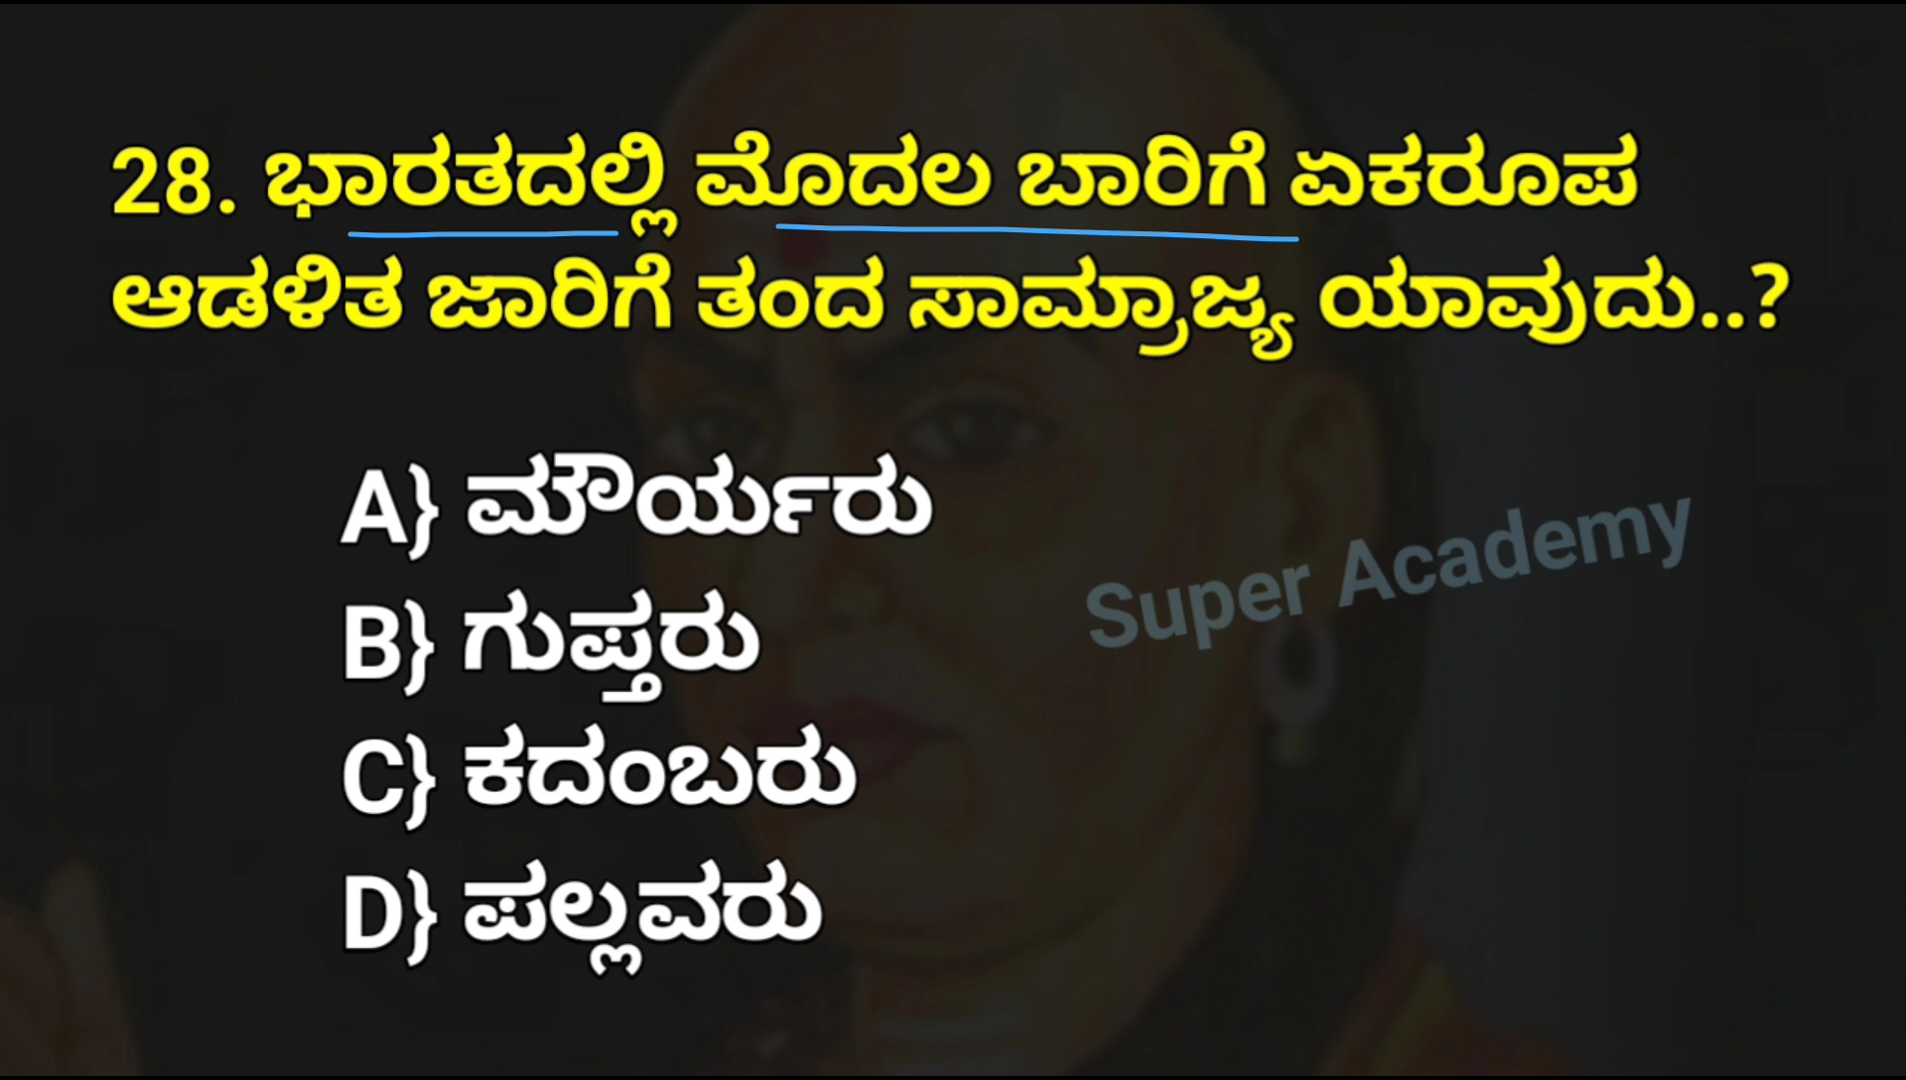 28. ಭಾರತದಲ್ಲಿ ಮೊದಲ ಬಾರಿಗೆ ಏಕರೂಪ
ಆಡಳಿತ ಜಾರಿಗೆ ತಂದ ಸಾಮ್ರಾಜ್ಯ ಯಾವುದು..?
A} ಮೌರ್ಯರು
B} ಗುಪ್ತರು
Super Academy
C} ಕದಂಬರು
D} ಪಲ್ಲವರು